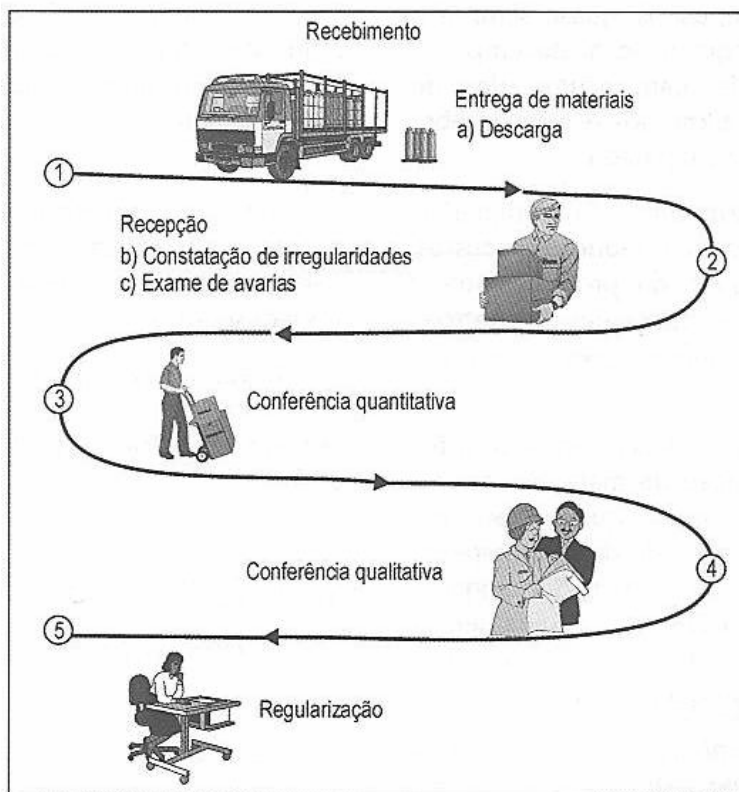 Recebimento
Entrega de materiais
a) Descarga
1
Recepção
b) Constatação de irregularidades
c) Exame de avarias
2
3
Conferência quantitativa
Conferência qualitativa
4
5
Regularização